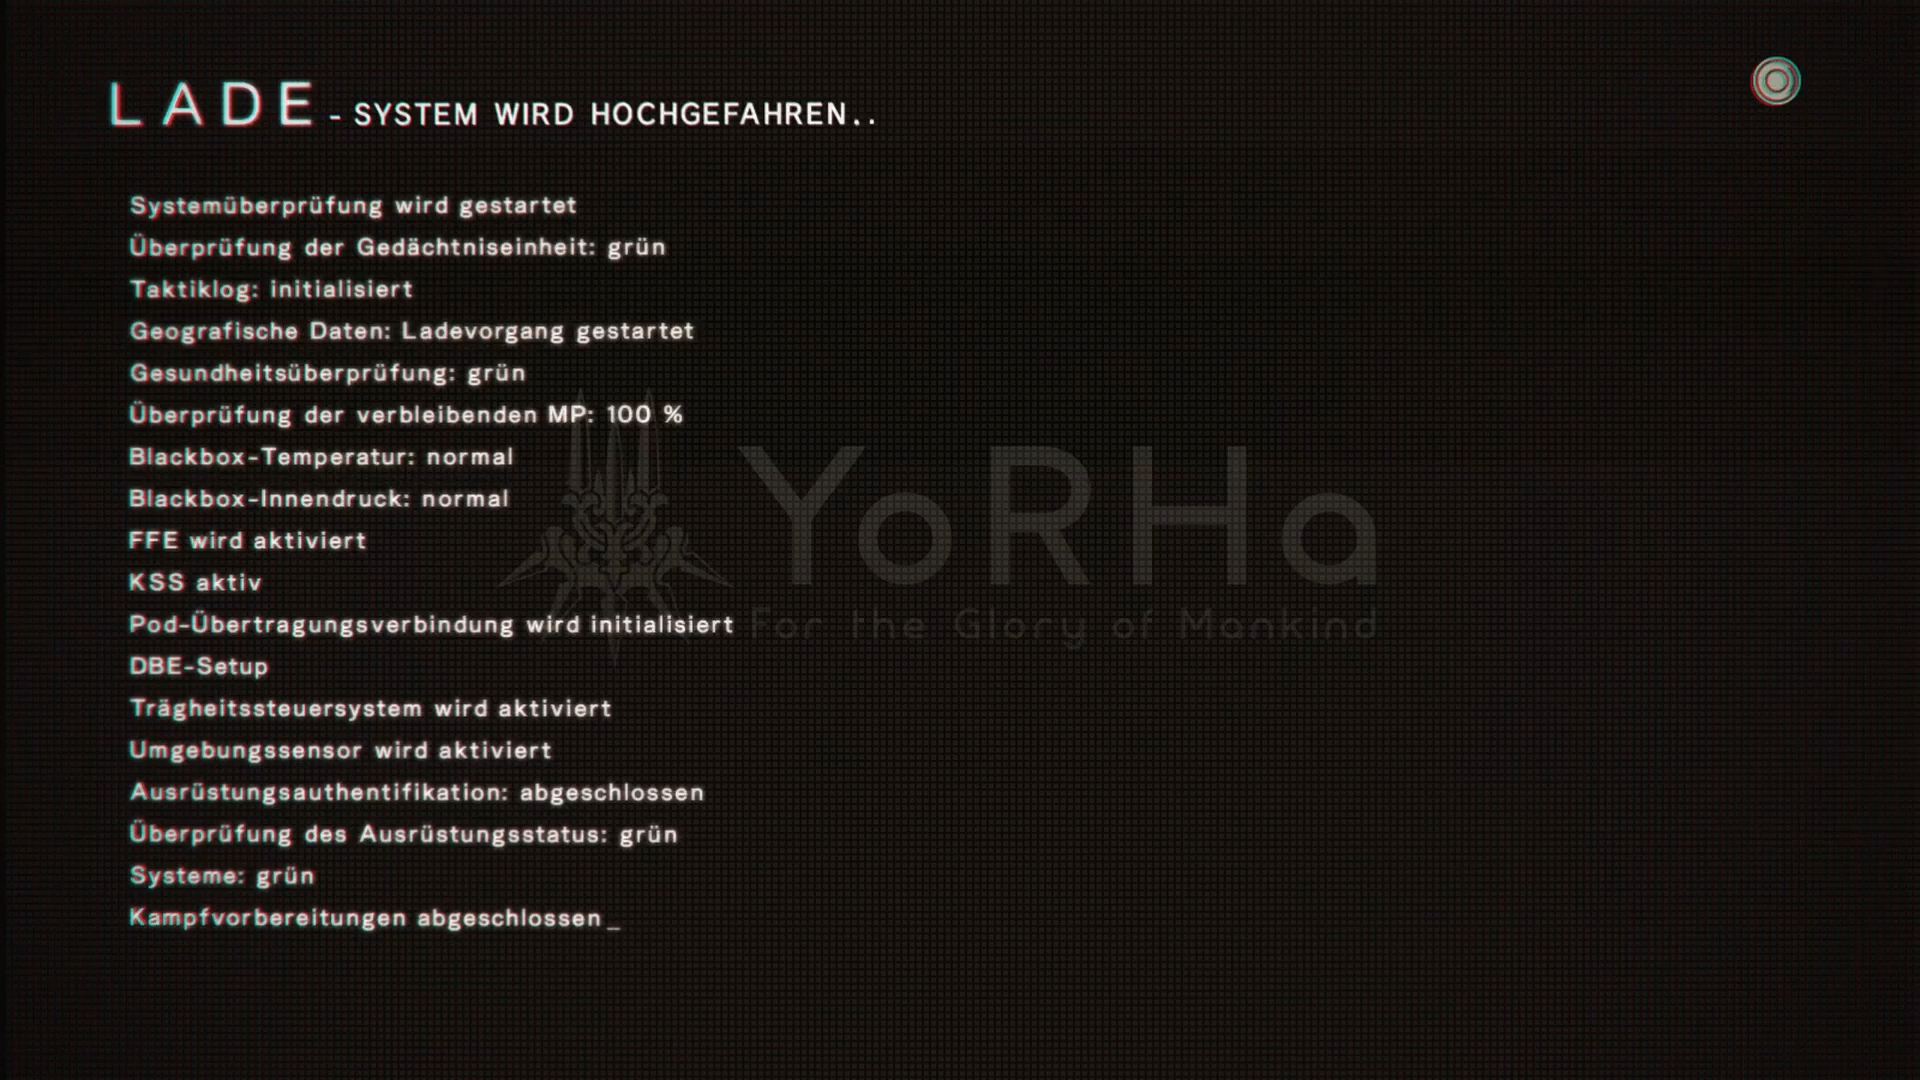 LADE - SYSTEM WIRD HOCHGEFAHREN..
Systemüberprüfung wird gestartet
Überprüfung der Gedächtniseinheit: grün
Taktiklog: initialisiert
Geografische Daten: Ladevorgang gestartet
Gesundheitsüberprüfung: grün
Überprüfung der verbleibenden MP: 100 %
Blackbox-Temperatur: normal
Blackbox-Innendruck: normal
FFE wird aktiviert
KSS aktiv
Pod-Übertragungsverbindung wird initialisiert
DBE-Setup
Trägheitssteuersystem wird aktiviert
Umgebungssensor wird aktiviert
Ausrüstungsauthentifikation: abgeschlossen
Überprüfung des Ausrüstungsstatus: grün
Systeme: grün
Kampfvorbereitungen abgeschlossen_
YoRHa
For the Glory of Mankind